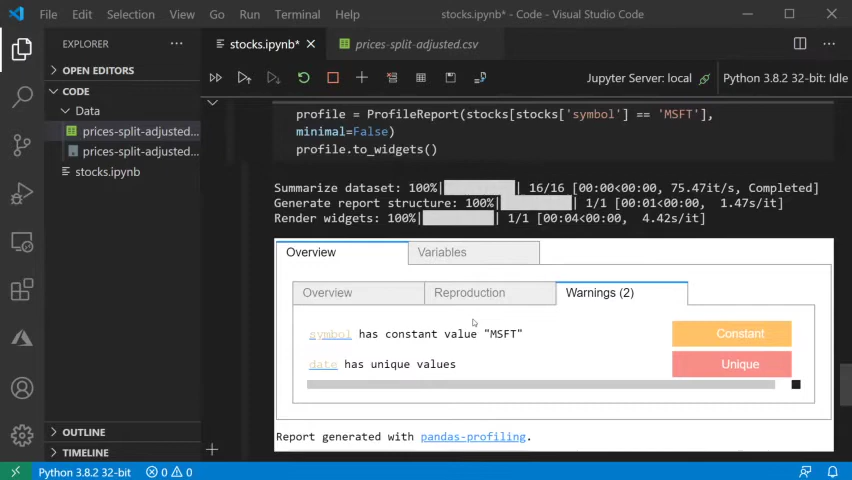 File Edit Selection View Go Run Terminal Help stocks.ipynb* - Code - Visual Studio Code
EXPLORER
OPEN EDITORS
CODE
Data
prices-split-adjusted...
prices-split-adjusted...
stocks.ipynb
OUTLINE
TIMELINE
stocks.ipynb* prices-split-adjusted.csv
Jupyter Server: local Python 3.8.2 32-bit: Idle
profile = ProfileReport(stocks[stocks['symbol'] == 'MSFT'],
minimal=False)
profile.to_widgets()
Summarize dataset: 100%| | 16/16 [00:00<00:00, 75.47it/s, Completed]
Generate report structure: 100%| | 1/1 [00:01<00:00, 1.47s/it]
Render widgets: 100%| | 1/1 [00:04<00:00, 4.42s/it]
Overview Variables
Overview Reproduction Warnings (2)
symbol has constant value "MSFT" Constant
date has unique values Unique
Report generated with pandas-profiling.
Python 3.8.2 32-bit 0 0